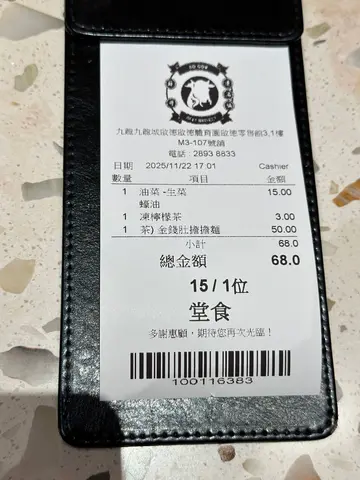 九龍九龍城啟德啟德體育園啟德零售館3,1樓
M3-107號舖
電話 : 2893 8833
日期 2025/11/22 17:01 Cashier
數量 項目 金額
1 油菜 -生菜 15.00
蠔油
1 凍檸檬茶 3.00
1 茶) 金錢肚擔擔麵 50.00
小計 68.0
總金額 68.0
15 / 1位
堂食
多謝惠顧，期待您再次光臨！
100116383